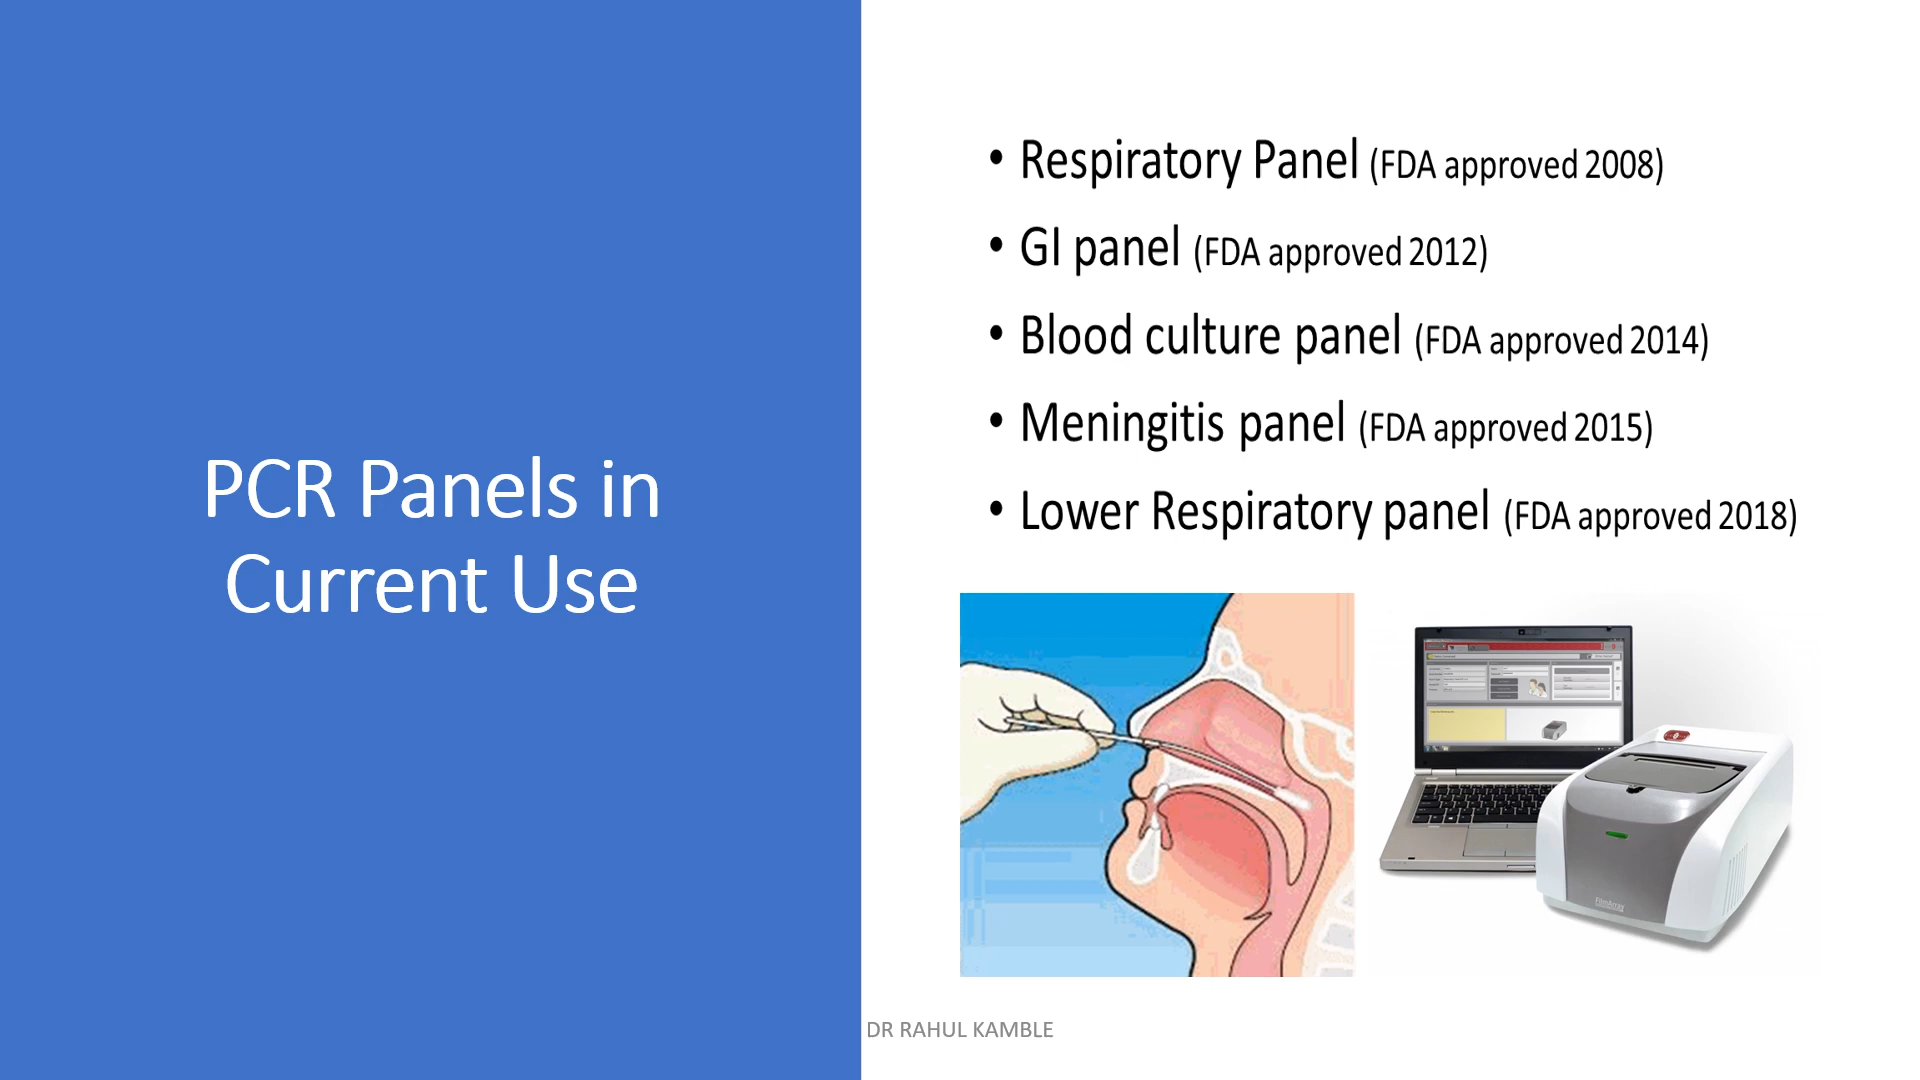 PCR Panels in
Current Use
• Respiratory Panel (FDA approved 2008)
• GI panel (FDA approved 2012)
• Blood culture panel (FDA approved 2014)
• Meningitis panel (FDA approved 2015)
• Lower Respiratory panel (FDA approved 2018)
FilmArray
DR RAHUL KAMBLE